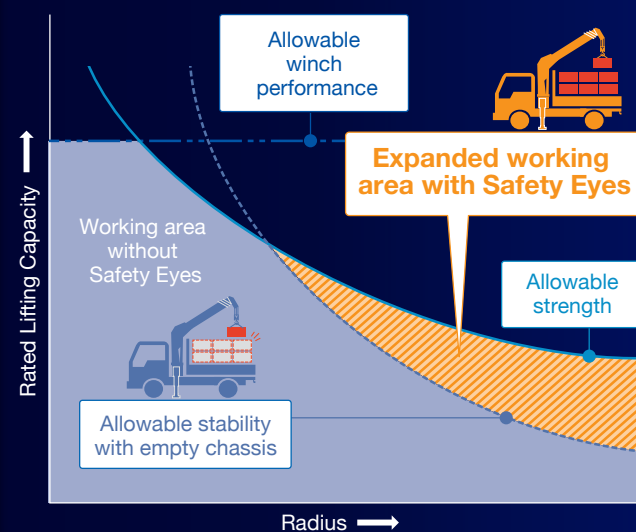 Allowable
winch
performance
Expanded working
area with Safety Eyes
Working area
without
Safety Eyes
Allowable
strength
Allowable stability
with empty chassis
Rated Lifting Capacity
Radius